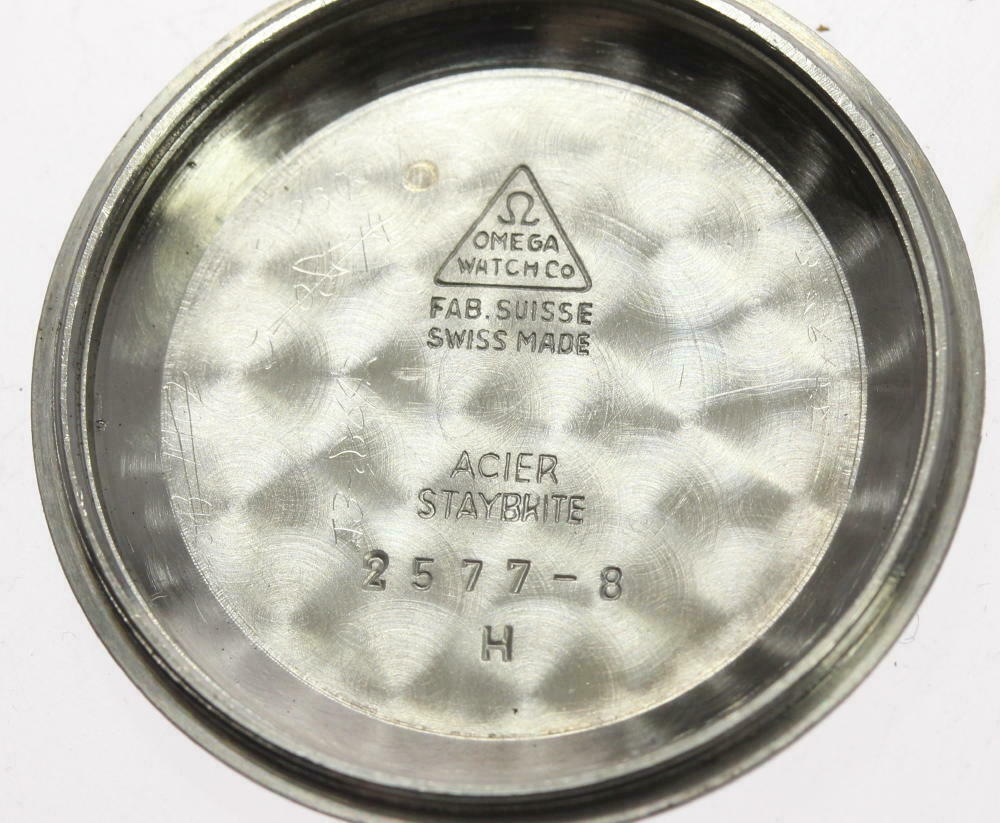 Ω
OMEGA
WATCH Co
FAB. SUISSE
SWISS MADE
ACIER
STAYBRITE
2577-8
H